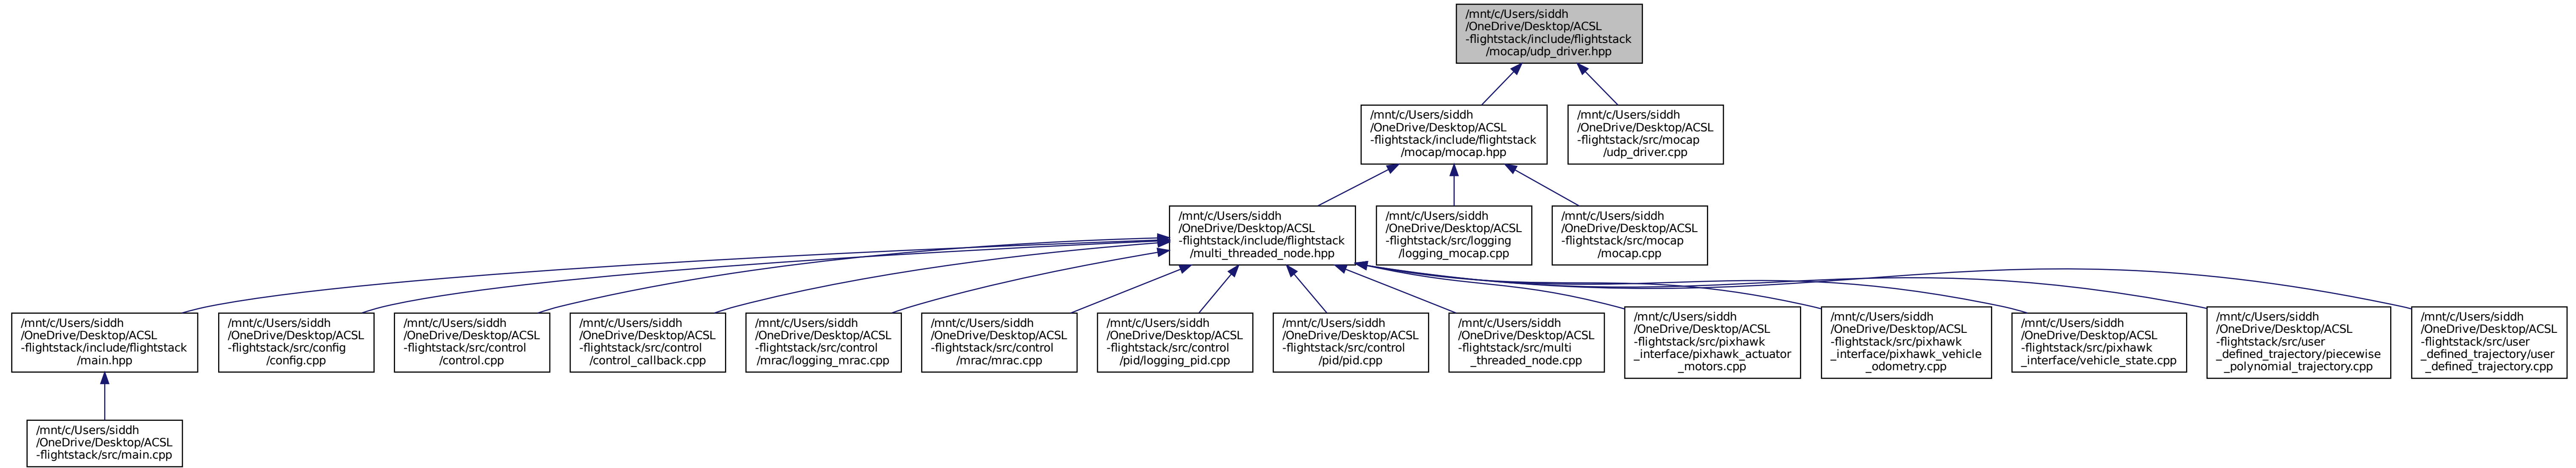 /mnt/c/Users/siddh
/OneDrive/Desktop/ACSL
-flightstack/include/flightstack
/mocap/udp_driver.hpp
/mnt/c/Users/siddh
/OneDrive/Desktop/ACSL
-flightstack/include/flightstack
/mocap/mocap.hpp
/mnt/c/Users/siddh
/OneDrive/Desktop/ACSL
-flightstack/src/mocap
/udp_driver.cpp
/mnt/c/Users/siddh
/OneDrive/Desktop/ACSL
-flightstack/include/flightstack
/multi_threaded_node.hpp
/mnt/c/Users/siddh
/OneDrive/Desktop/ACSL
-flightstack/src/logging
/logging_mocap.cpp
/mnt/c/Users/siddh
/OneDrive/Desktop/ACSL
-flightstack/src/mocap
/mocap.cpp
/mnt/c/Users/siddh
/OneDrive/Desktop/ACSL
-flightstack/include/flightstack
/main.hpp
/mnt/c/Users/siddh
/OneDrive/Desktop/ACSL
-flightstack/src/config
/config.cpp
/mnt/c/Users/siddh
/OneDrive/Desktop/ACSL
-flightstack/src/control
/control.cpp
/mnt/c/Users/siddh
/OneDrive/Desktop/ACSL
-flightstack/src/control
/control_callback.cpp
/mnt/c/Users/siddh
/OneDrive/Desktop/ACSL
-flightstack/src/control
/mrac/logging_mrac.cpp
/mnt/c/Users/siddh
/OneDrive/Desktop/ACSL
-flightstack/src/control
/mrac/mrac.cpp
/mnt/c/Users/siddh
/OneDrive/Desktop/ACSL
-flightstack/src/control
/pid/logging_pid.cpp
/mnt/c/Users/siddh
/OneDrive/Desktop/ACSL
-flightstack/src/control
/pid/pid.cpp
/mnt/c/Users/siddh
/OneDrive/Desktop/ACSL
-flightstack/src/multi
_threaded_node.cpp
/mnt/c/Users/siddh
/OneDrive/Desktop/ACSL
-flightstack/src/pixhawk
_interface/pixhawk_actuator
_motors.cpp
/mnt/c/Users/siddh
/OneDrive/Desktop/ACSL
-flightstack/src/pixhawk
_interface/pixhawk_vehicle
_odometry.cpp
/mnt/c/Users/siddh
/OneDrive/Desktop/ACSL
-flightstack/src/pixhawk
_interface/vehicle_state.cpp
/mnt/c/Users/siddh
/OneDrive/Desktop/ACSL
-flightstack/src/user
_defined_trajectory/piecewise
_polynomial_trajectory.cpp
/mnt/c/Users/siddh
/OneDrive/Desktop/ACSL
-flightstack/src/user
_defined_trajectory/user
_defined_trajectory.cpp
/mnt/c/Users/siddh
/OneDrive/Desktop/ACSL
-flightstack/src/main.cpp